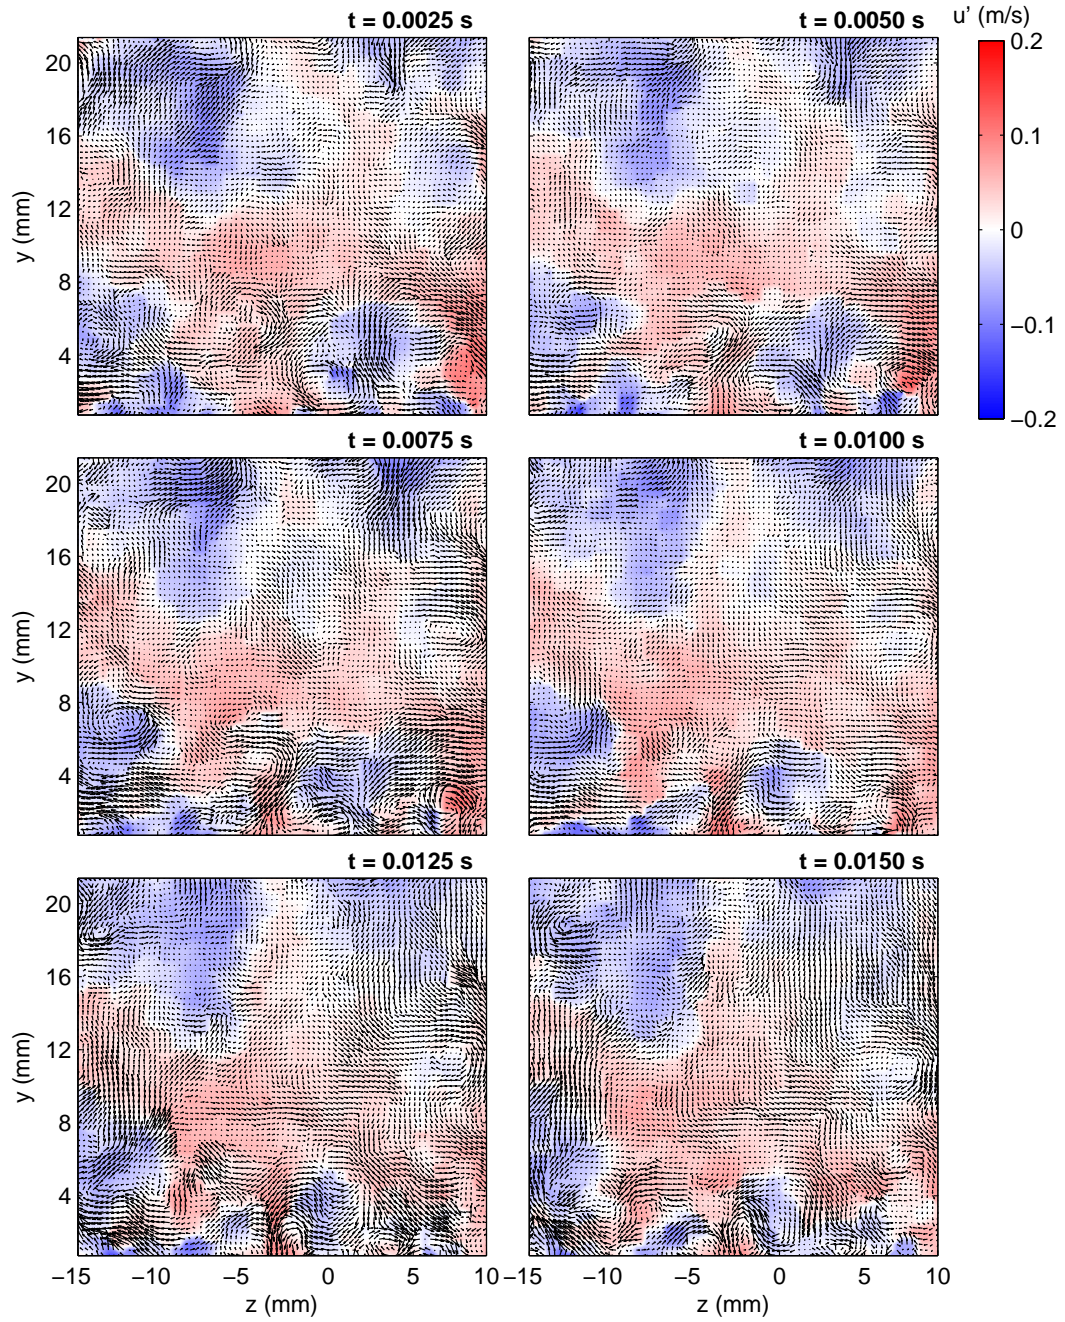 t = 0.0025 s
t = 0.0050 s
u' (m/s)
20
16
12
8
4
y (mm)
0.2
0.1
0
−0.1
−0.2
t = 0.0075 s
t = 0.0100 s
20
16
12
8
4
y (mm)
t = 0.0125 s
t = 0.0150 s
20
16
12
8
4
y (mm)
−15 −10 −5 0 5 10 −15 −10 −5 0 5 10
z (mm) z (mm)